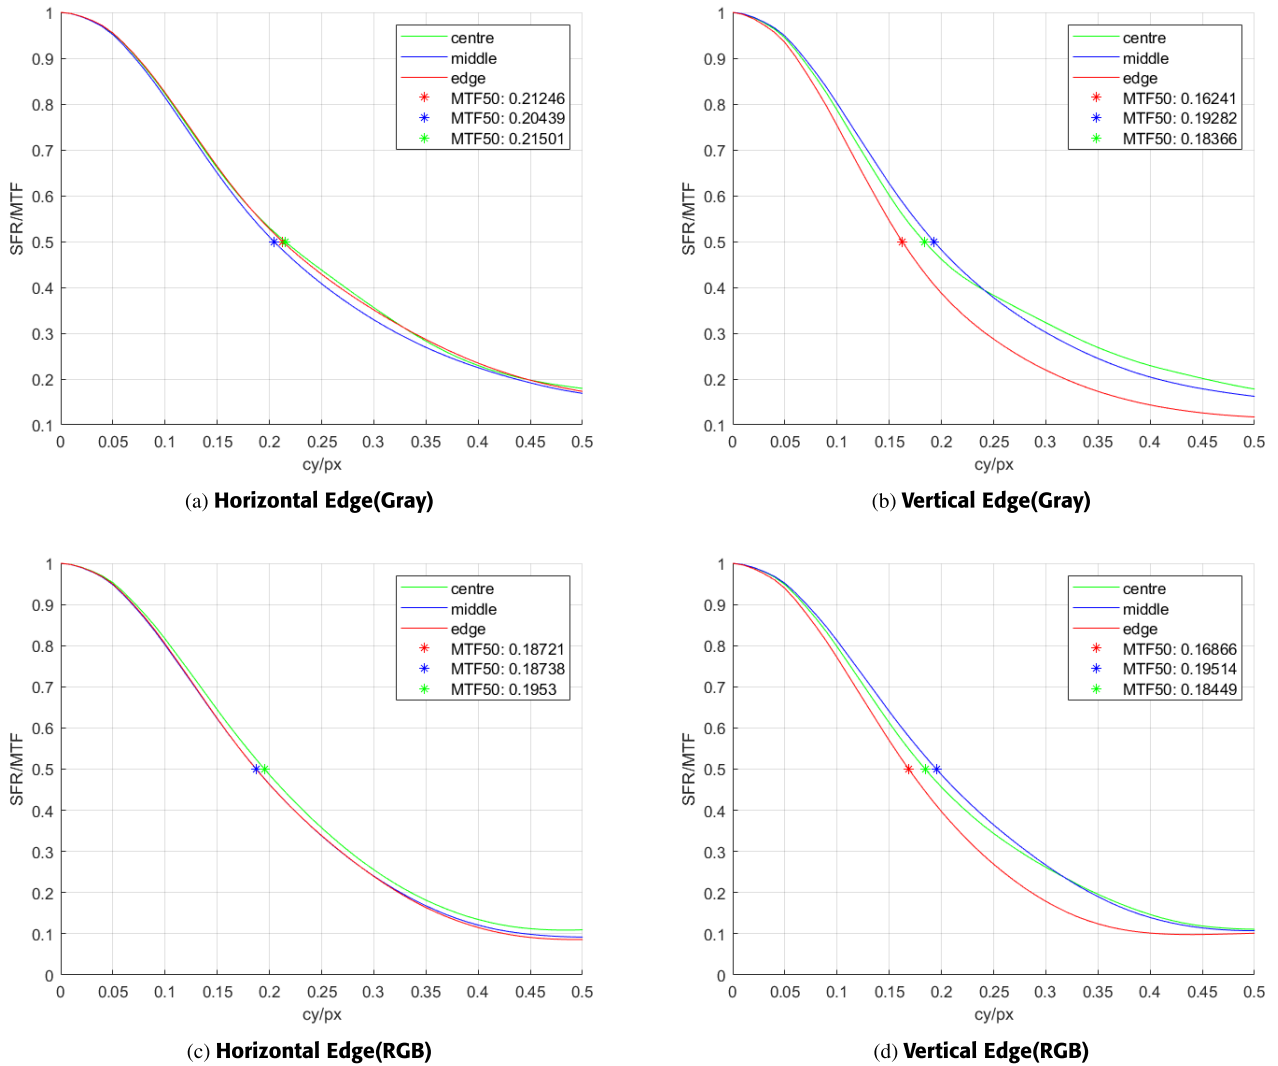 1
0.9
0.8
0.7
0.6
0.5
0.4
0.3
0.2
0.1
SFR/MTF
0 0.05 0.1 0.15 0.2 0.25 0.3 0.35 0.4 0.45 0.5
cy/px
centre
middle
edge
MTF50: 0.21246
MTF50: 0.20439
MTF50: 0.21501
(a) Horizontal Edge(Gray)
1
0.9
0.8
0.7
0.6
0.5
0.4
0.3
0.2
0.1
SFR/MTF
0 0.05 0.1 0.15 0.2 0.25 0.3 0.35 0.4 0.45 0.5
cy/px
centre
middle
edge
MTF50: 0.16241
MTF50: 0.19282
MTF50: 0.18366
(b) Vertical Edge(Gray)
1
0.9
0.8
0.7
0.6
0.5
0.4
0.3
0.2
0.1
0
SFR/MTF
0 0.05 0.1 0.15 0.2 0.25 0.3 0.35 0.4 0.45 0.5
cy/px
centre
middle
edge
MTF50: 0.18721
MTF50: 0.18738
MTF50: 0.1953
(c) Horizontal Edge(RGB)
1
0.9
0.8
0.7
0.6
0.5
0.4
0.3
0.2
0.1
0
SFR/MTF
0 0.05 0.1 0.15 0.2 0.25 0.3 0.35 0.4 0.45 0.5
cy/px
centre
middle
edge
MTF50: 0.16866
MTF50: 0.19514
MTF50: 0.18449
(d) Vertical Edge(RGB)